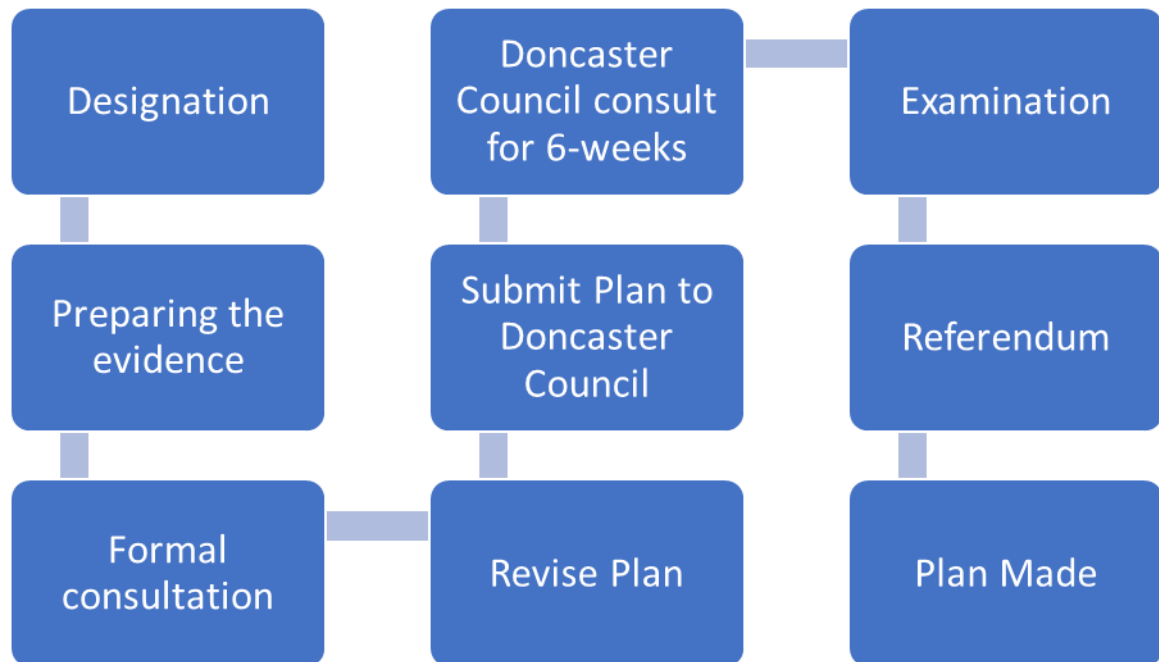 Designation
Preparing the
evidence
Formal
consultation
Revise Plan
Submit Plan to
Doncaster
Council
Doncaster
Council consult
for 6-weeks
Examination
Referendum
Plan Made